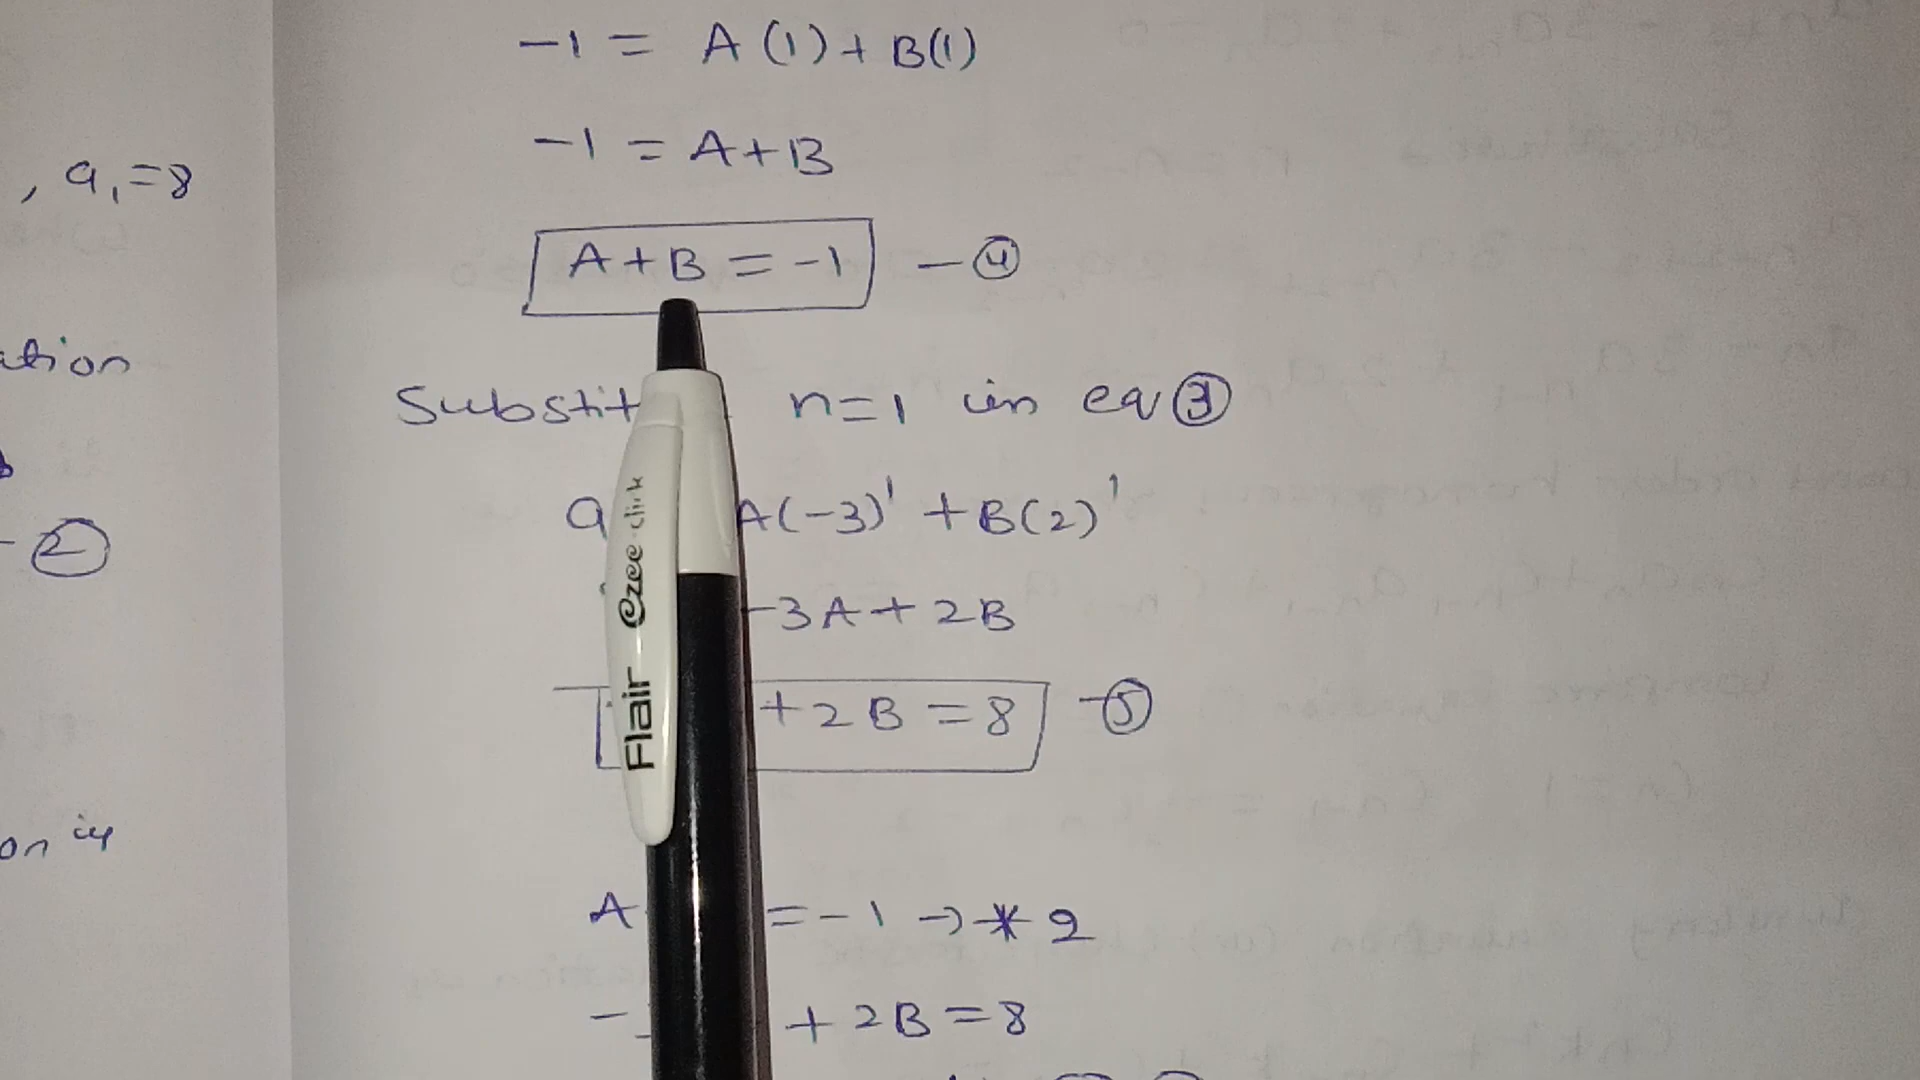 , a₁=8
ation
- ②
on is
-1 = A(1)+B(1)
-1 = A+B
A+B = -1 - ④
Substit n=1 in eq ③
a A(-3)¹ + B(2)¹
-3A+2B
+2B = 8 - ⑤
A = -1 → * 2
- + 2B = 8
Flair Ezee-click